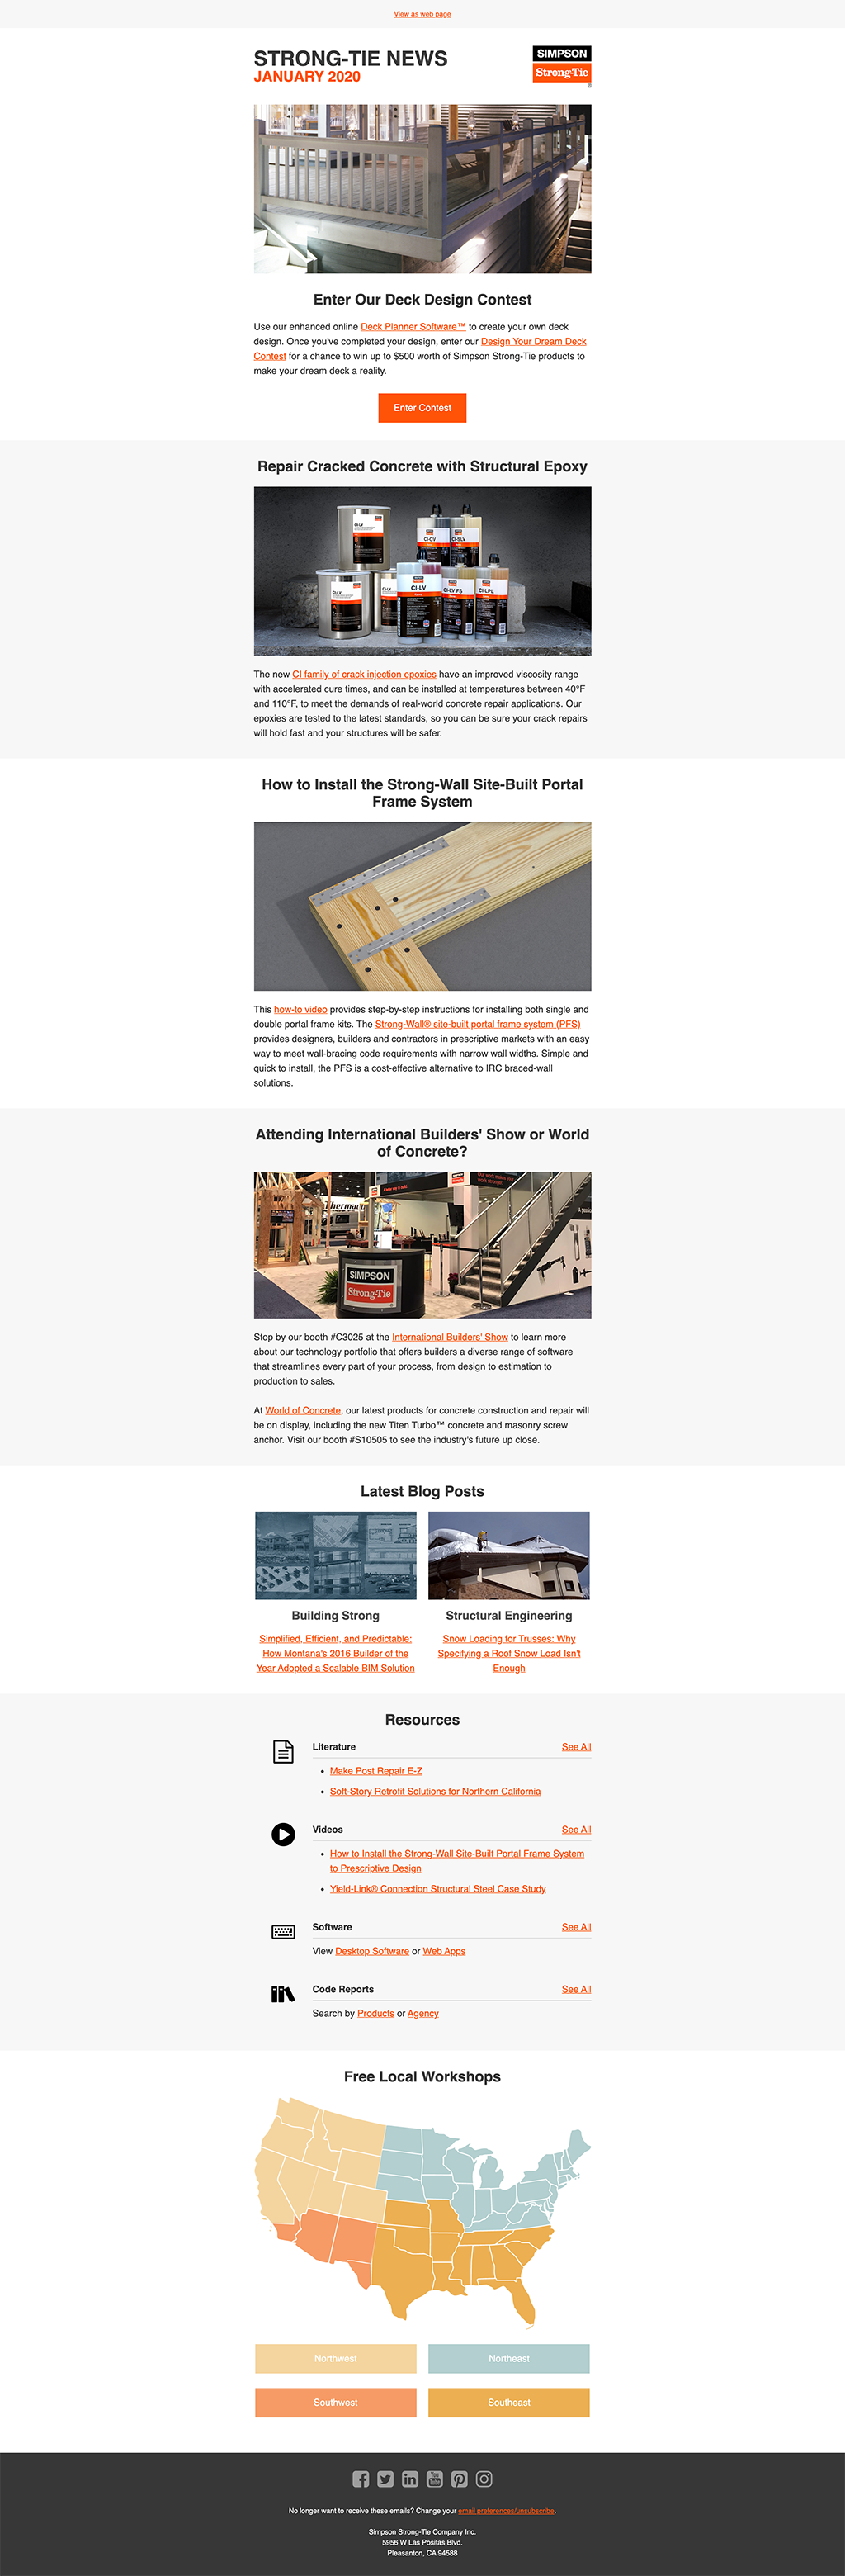 View as web page
STRONG-TIE NEWS
JANUARY 2020
SIMPSON
Strong-Tie
®
Enter Our Deck Design Contest
Use our enhanced online Deck Planner Software™ to create your own deck
design. Once you've completed your design, enter our Design Your Dream Deck
Contest for a chance to win up to $500 worth of Simpson Strong-Tie products to
make your dream deck a reality.
Enter Contest
Repair Cracked Concrete with Structural Epoxy
CI-LV
CI-GV
CI-SLV
CI-LV
CI-LV
CI-LV FS
CI-LPL
The new CI family of crack injection epoxies have an improved viscosity range
with accelerated cure times, and can be installed at temperatures between 40°F
and 110°F, to meet the demands of real-world concrete repair applications. Our
epoxies are tested to the latest standards, so you can be sure your crack repairs
will hold fast and your structures will be safer.
How to Install the Strong-Wall Site-Built Portal
Frame System
This how-to video provides step-by-step instructions for installing both single and
double portal frame kits. The Strong-Wall® site-built portal frame system (PFS)
provides designers, builders and contractors in prescriptive markets with an easy
way to meet wall-bracing code requirements with narrow wall widths. Simple and
quick to install, the PFS is a cost-effective alternative to IRC braced-wall
solutions.
Attending International Builders' Show or World
of Concrete?
SIMPSON
Strong-Tie
Stop by our booth #C3025 at the International Builders' Show to learn more
about our technology portfolio that offers builders a diverse range of software
that streamlines every part of your process, from design to estimation to
production to sales.
At World of Concrete, our latest products for concrete construction and repair will
be on display, including the new Titen Turbo™ concrete and masonry screw
anchor. Visit our booth #S10505 to see the industry's future up close.
Latest Blog Posts
Building Strong
Simplified, Efficient, and Predictable:
How Montana's 2016 Builder of the
Year Adopted a Scalable BIM Solution
Structural Engineering
Snow Loading for Trusses: Why
Specifying a Roof Snow Load Isn't
Enough
Resources
Literature See All
• Make Post Repair E-Z
• Soft-Story Retrofit Solutions for Northern California
Videos See All
• How to Install the Strong-Wall Site-Built Portal Frame System
to Prescriptive Design
• Yield-Link® Connection Structural Steel Case Study
Software See All
View Desktop Software or Web Apps
Code Reports See All
Search by Products or Agency
Free Local Workshops
Northwest Northeast
Southwest Southeast
You Tube
No longer want to receive these emails? Change your email preferences/unsubscribe.
Simpson Strong-Tie Company Inc.
5956 W Las Positas Blvd.
Pleasanton, CA 94588